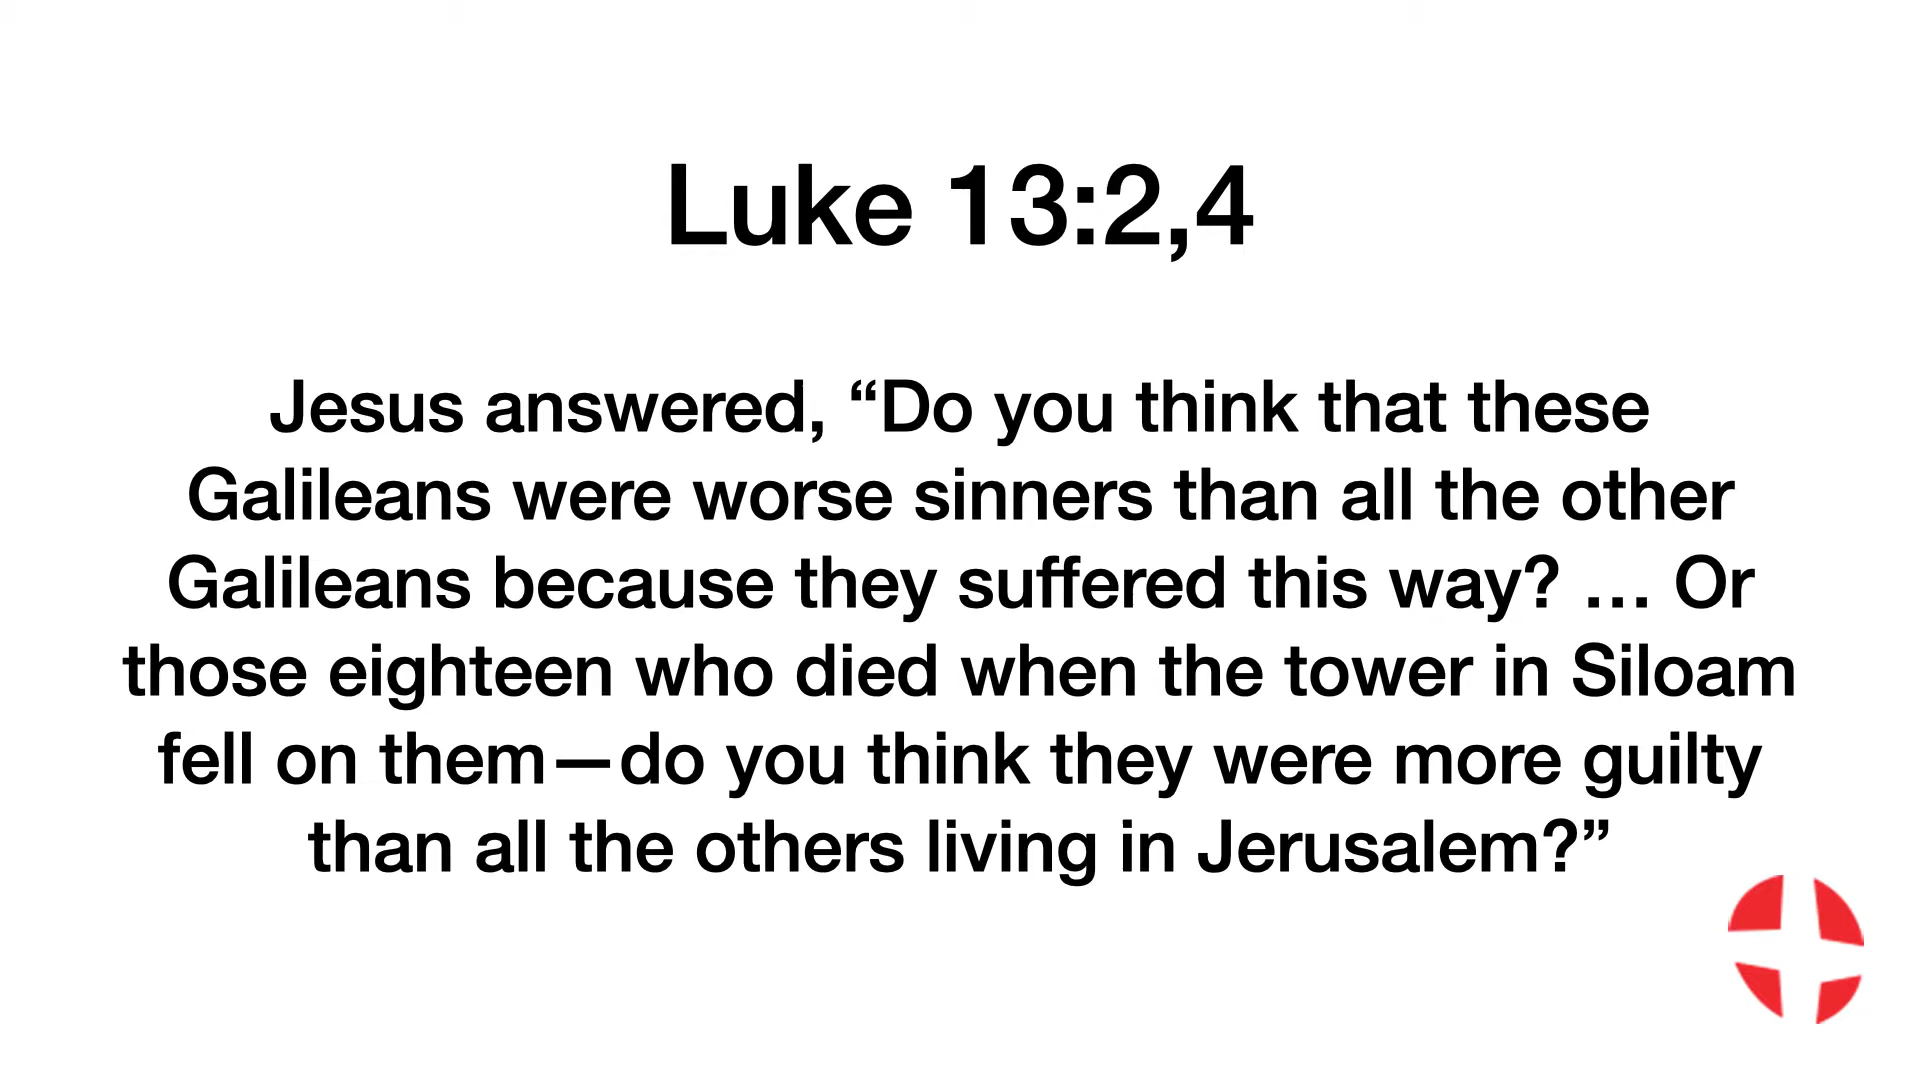 Luke 13:2,4
Jesus answered, “Do you think that these
Galileans were worse sinners than all the other
Galileans because they suffered this way? … Or
those eighteen who died when the tower in Siloam
fell on them—do you think they were more guilty
than all the others living in Jerusalem?”